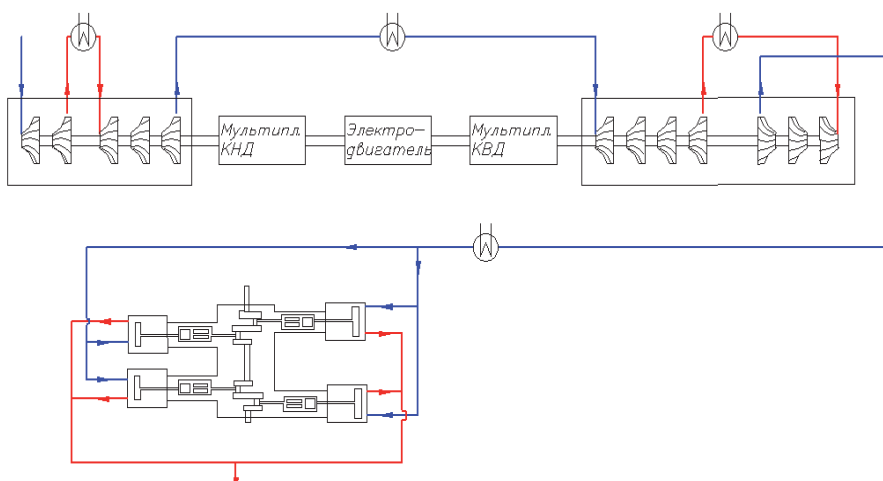 Мультипл.
КНД
Электро-
двигатель
Мультипл.
КВД